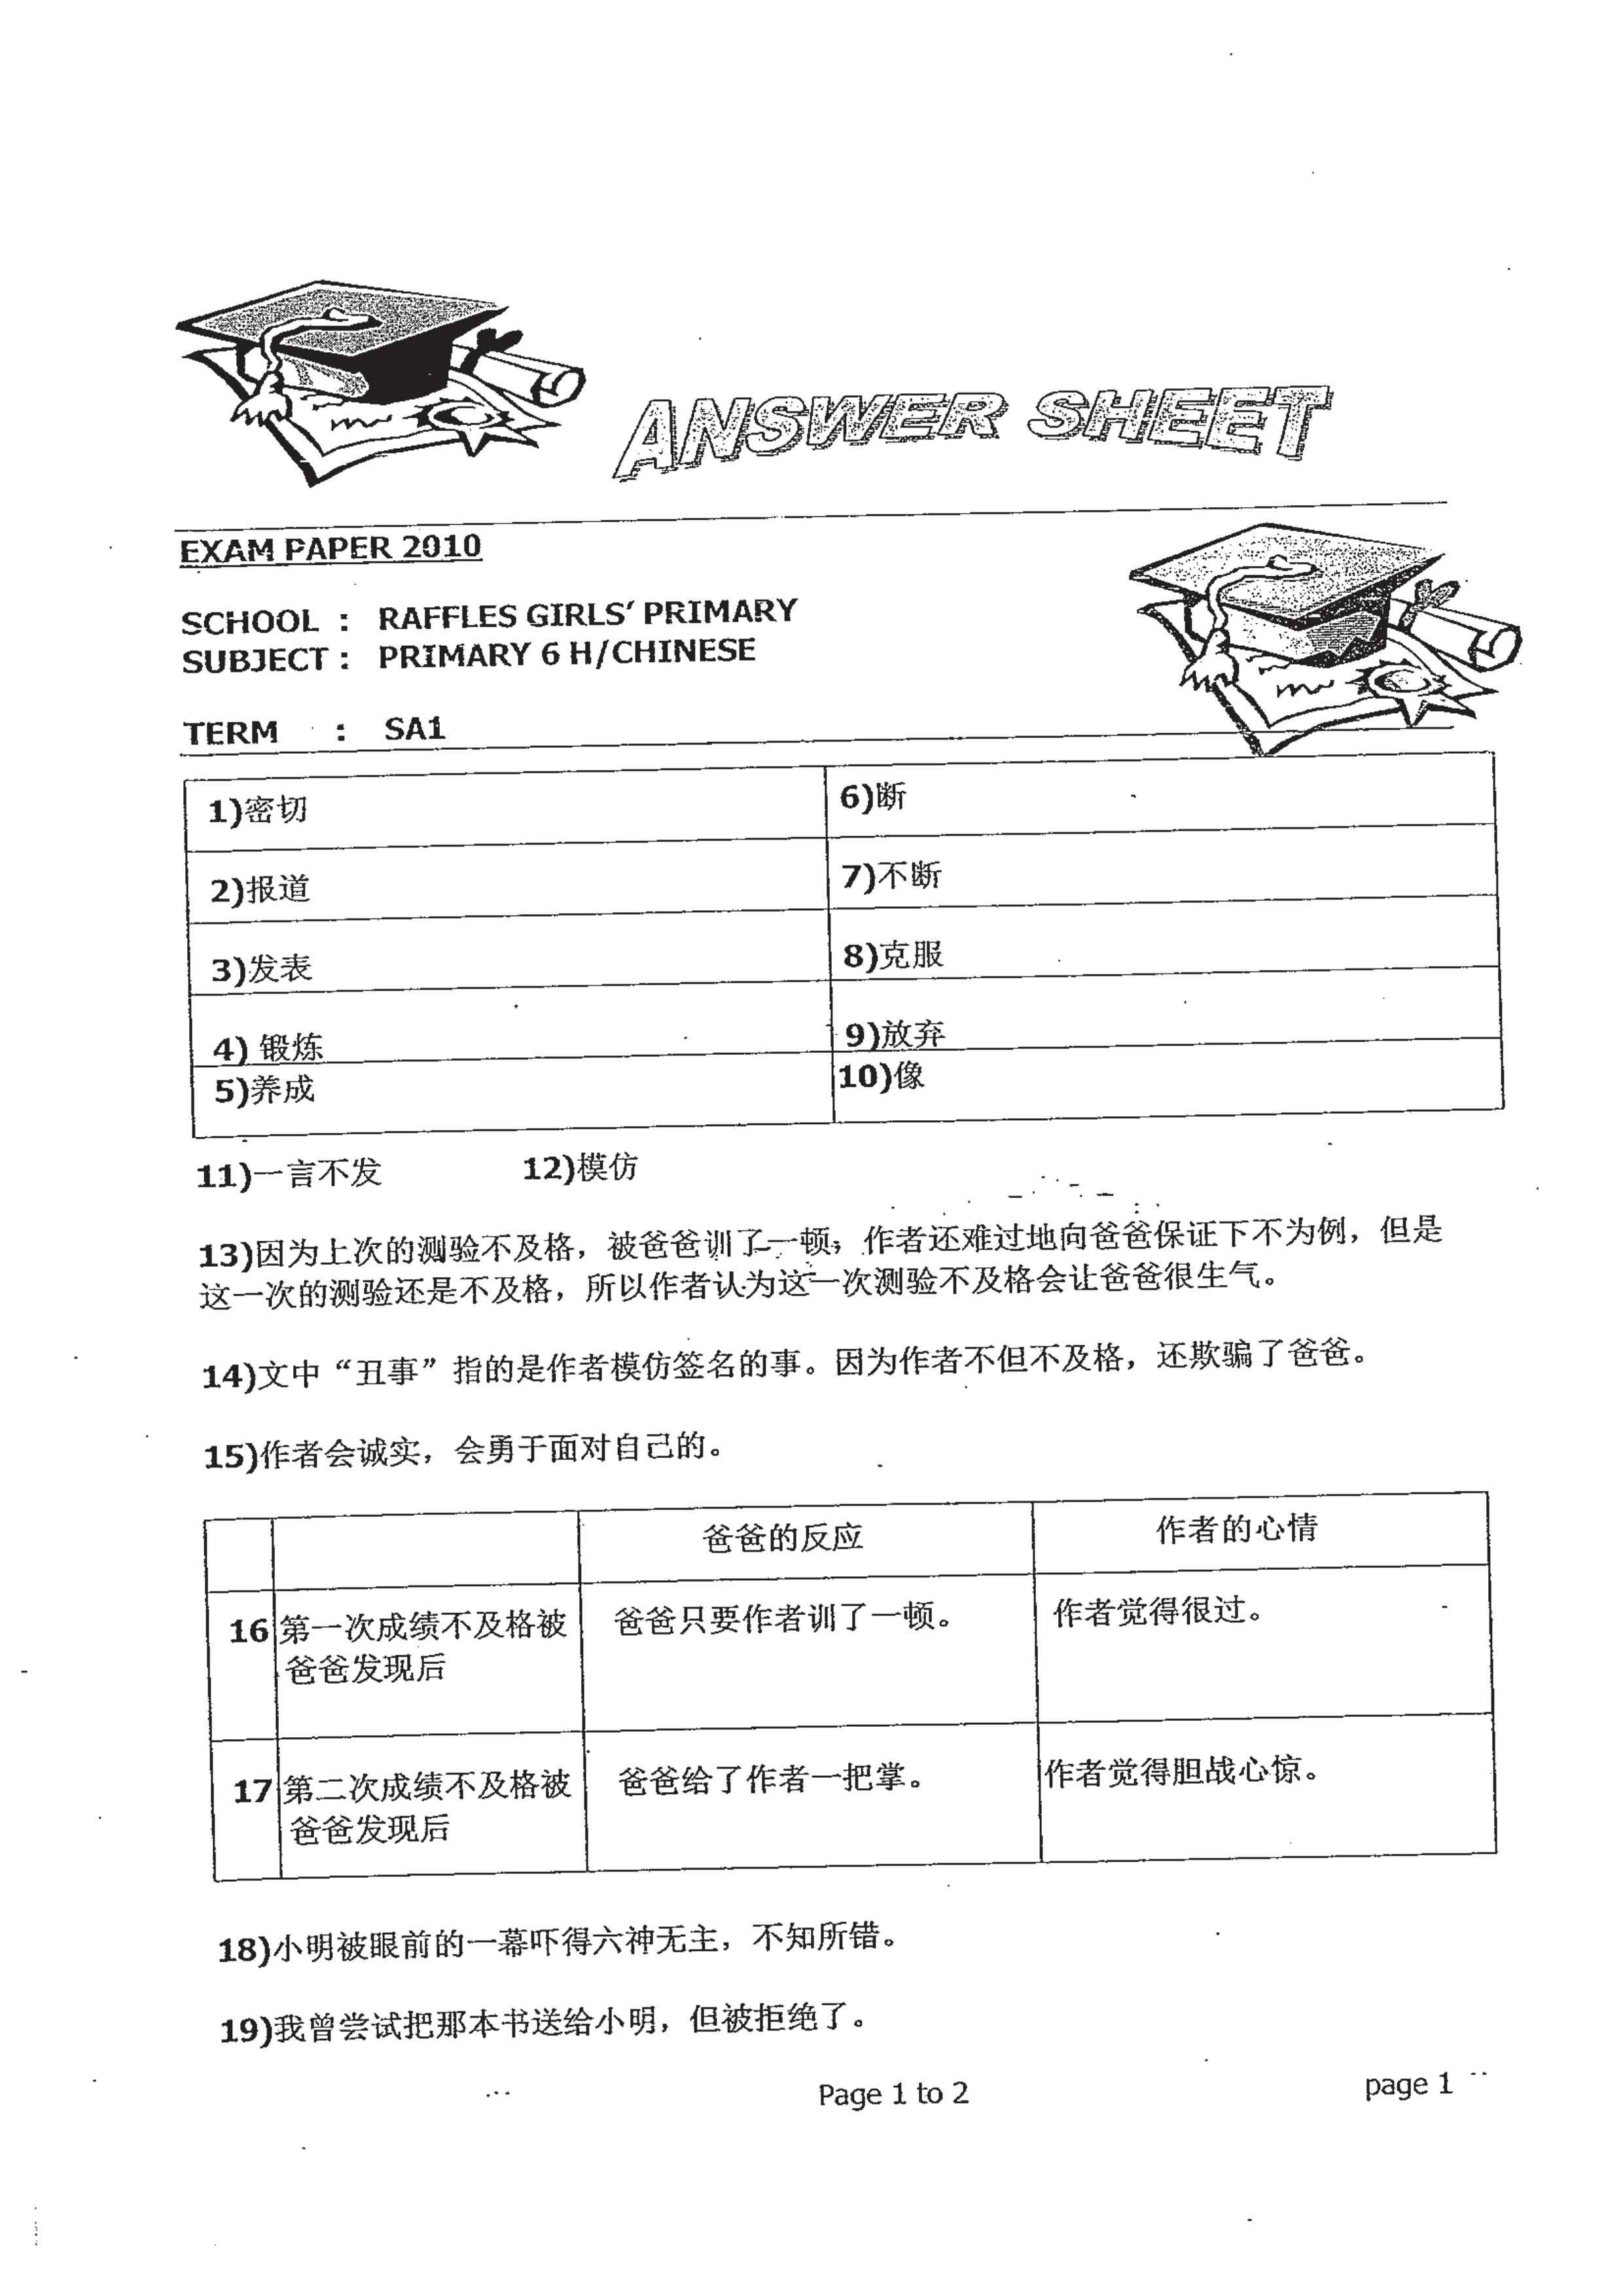 ANSWER SHEET
EXAM PAPER 2010
SCHOOL : RAFFLES GIRLS' PRIMARY
SUBJECT : PRIMARY 6 H/CHINESE
TERM : SA1
1)密切 6)断
2)报道 7)不断
3)发表 8)克服
4) 锻炼 9)放弃
5)养成 10)像
11)一言不发 12)模仿
13)因为上次的测验不及格，被爸爸训了一顿；作者还难过地向爸爸保证下不为例，但是
这一次的测验还是不及格，所以作者认为这一次测验不及格会让爸爸很生气。
14)文中“丑事”指的是作者模仿签名的事。因为作者不但不及格，还欺骗了爸爸。
15)作者会诚实，会勇于面对自己的。
爸爸的反应 作者的心情
16 第一次成绩不及格被 爸爸只要作者训了一顿。 作者觉得很过。
爸爸发现后
17 第二次成绩不及格被 爸爸给了作者一把掌。 作者觉得胆战心惊。
爸爸发现后
18)小明被眼前的一幕吓得六神无主，不知所错。
19)我曾尝试把那本书送给小明，但被拒绝了。
Page 1 to 2 page 1